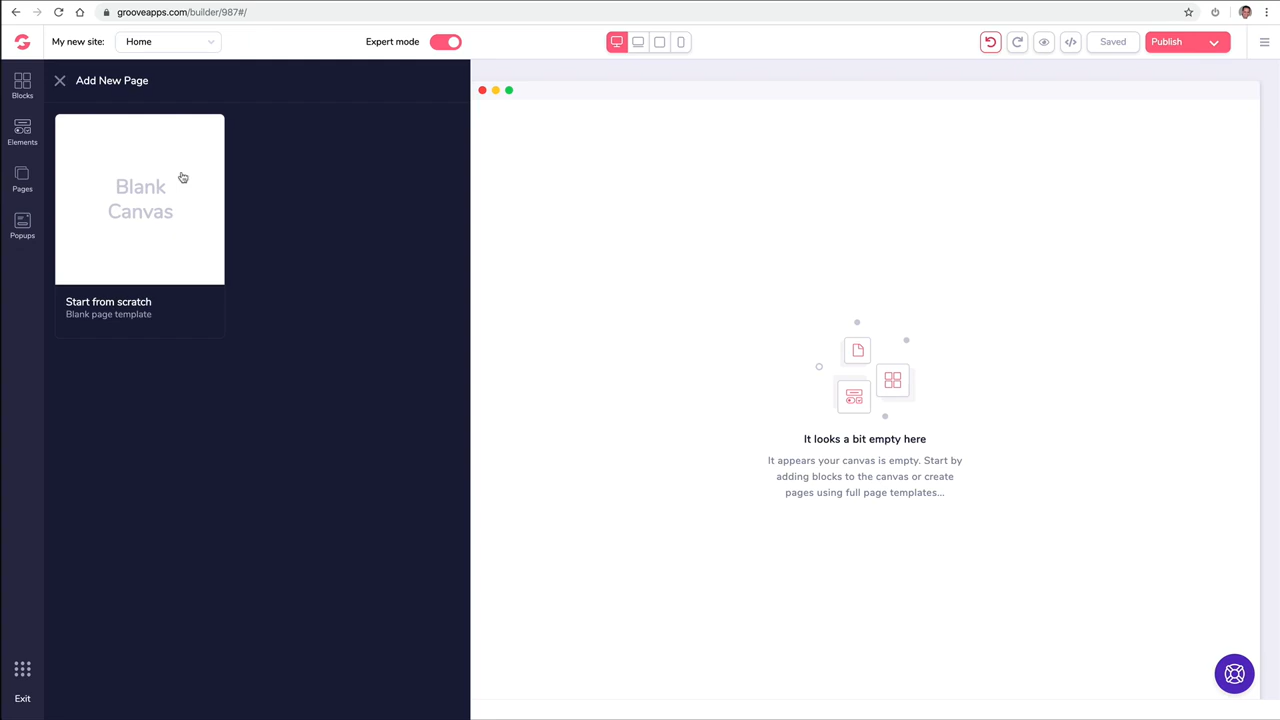 grooveapps.com/builder/987#/
My new site:
Home
Expert mode
Saved
Publish
Blocks
Elements
Pages
Popups
Exit
Add New Page
Blank
Canvas
Start from scratch
Blank page template
It looks a bit empty here
It appears your canvas is empty. Start by
adding blocks to the canvas or create
pages using full page templates...